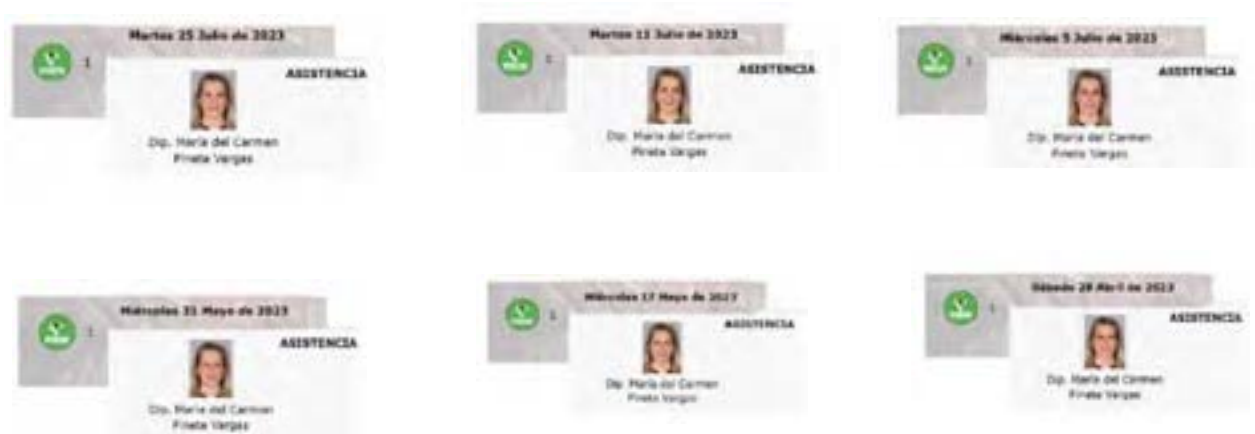 Martes 25 Julio de 2023
PVEM
1
ASISTENCIA
Dip. María del Carmen
Pineta Vargas
Martes 11 Julio de 2023
1
ASISTENCIA
Dip. María del Carmen
Pineta Vargas
Miércoles 5 Julio de 2023
1
ASISTENCIA
Dip. María del Carmen
Pineta Vargas
Miércoles 31 Mayo de 2023
1
ASISTENCIA
Dip. María del Carmen
Pineta Vargas
Miércoles 17 Mayo de 2023
1
ASISTENCIA
Dip. María del Carmen
Pineta Vargas
Abril de 2023
1
ASISTENCIA
Dip. María del Carmen
Pineta Vargas